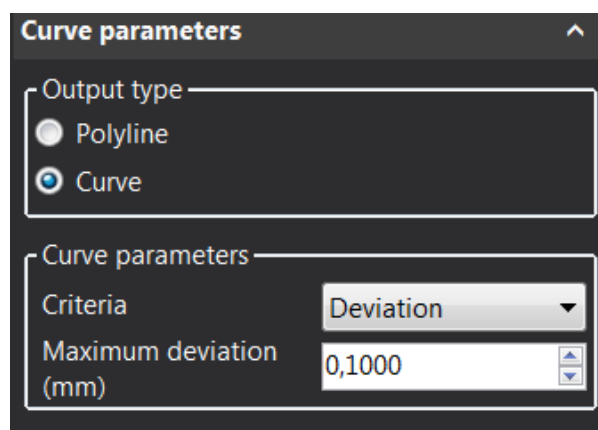 Curve parameters
Output type
Polyline
Curve
Curve parameters
Criteria
Deviation
Maximum deviation
(mm)
0,1000